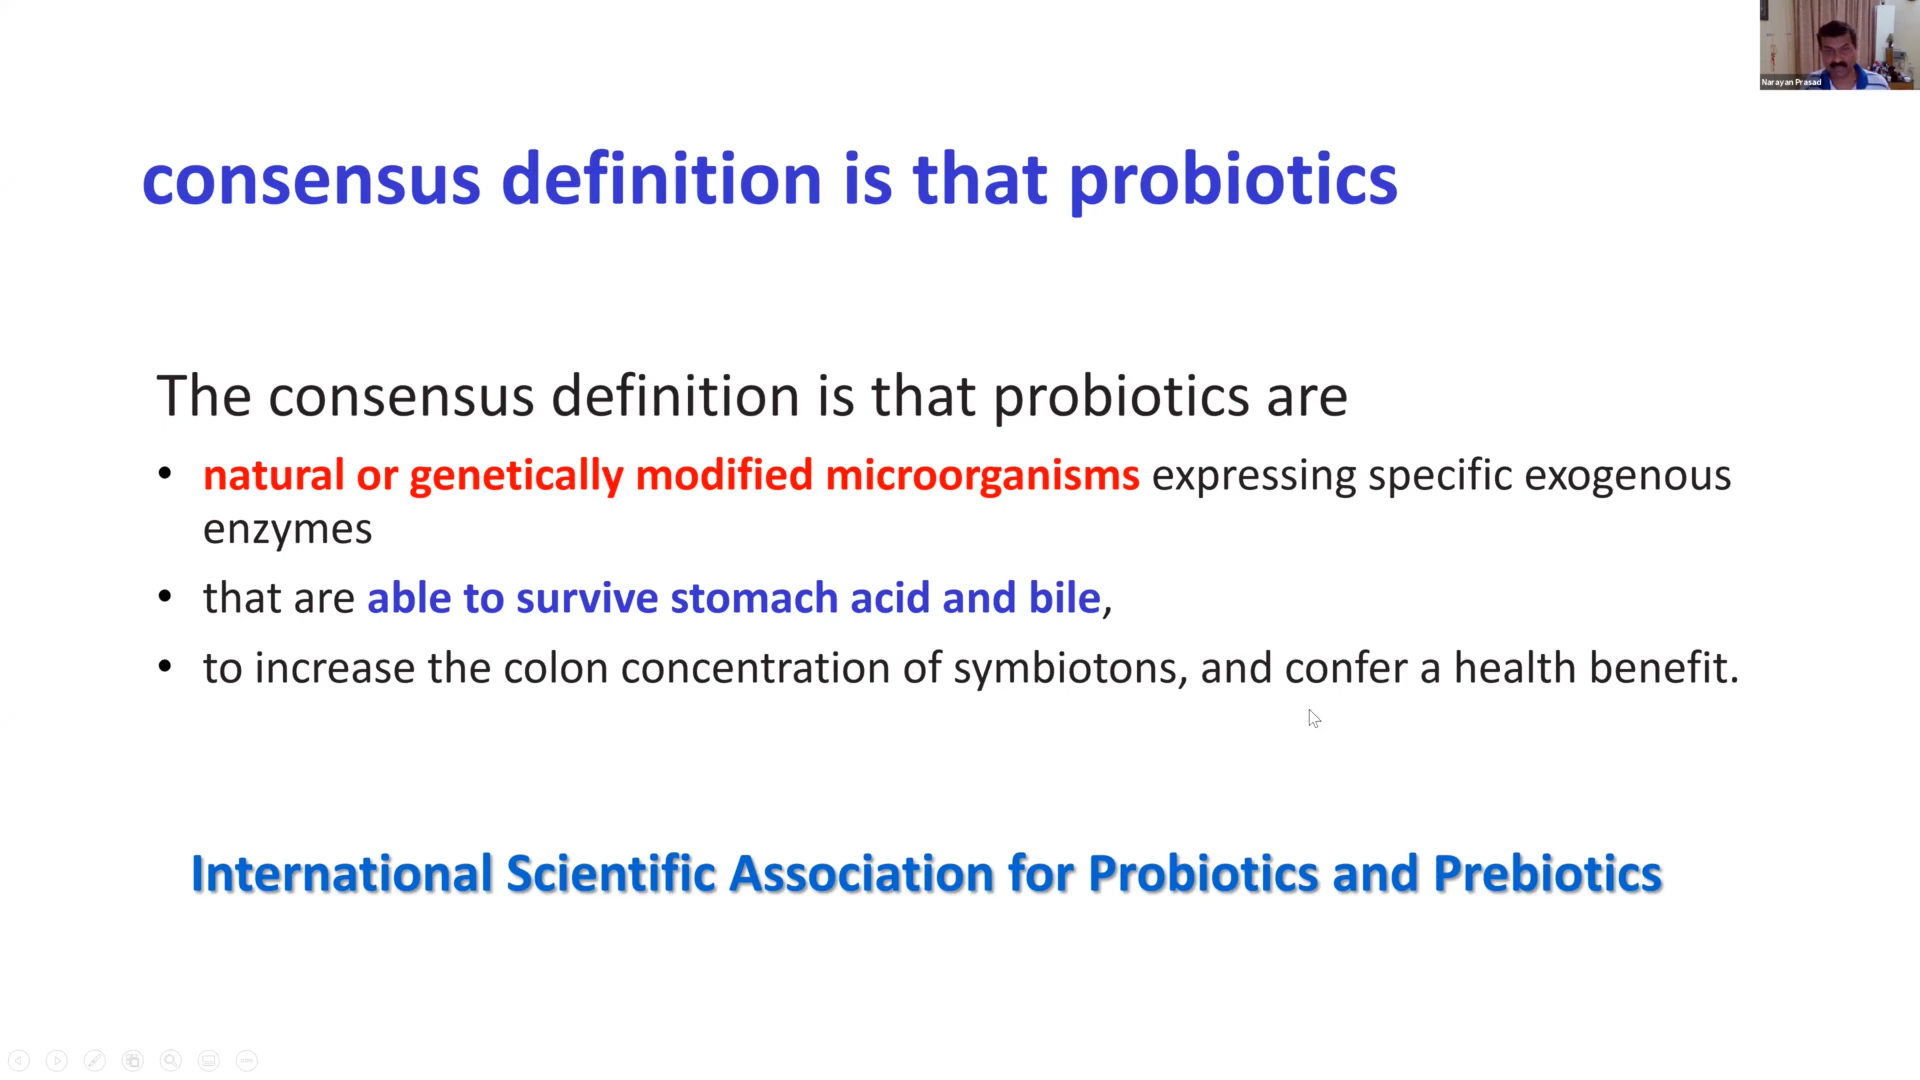 Narayan Prasad
consensus definition is that probiotics
The consensus definition is that probiotics are
• natural or genetically modified microorganisms expressing specific exogenous
enzymes
• that are able to survive stomach acid and bile,
• to increase the colon concentration of symbiotons, and confer a health benefit.
International Scientific Association for Probiotics and Prebiotics